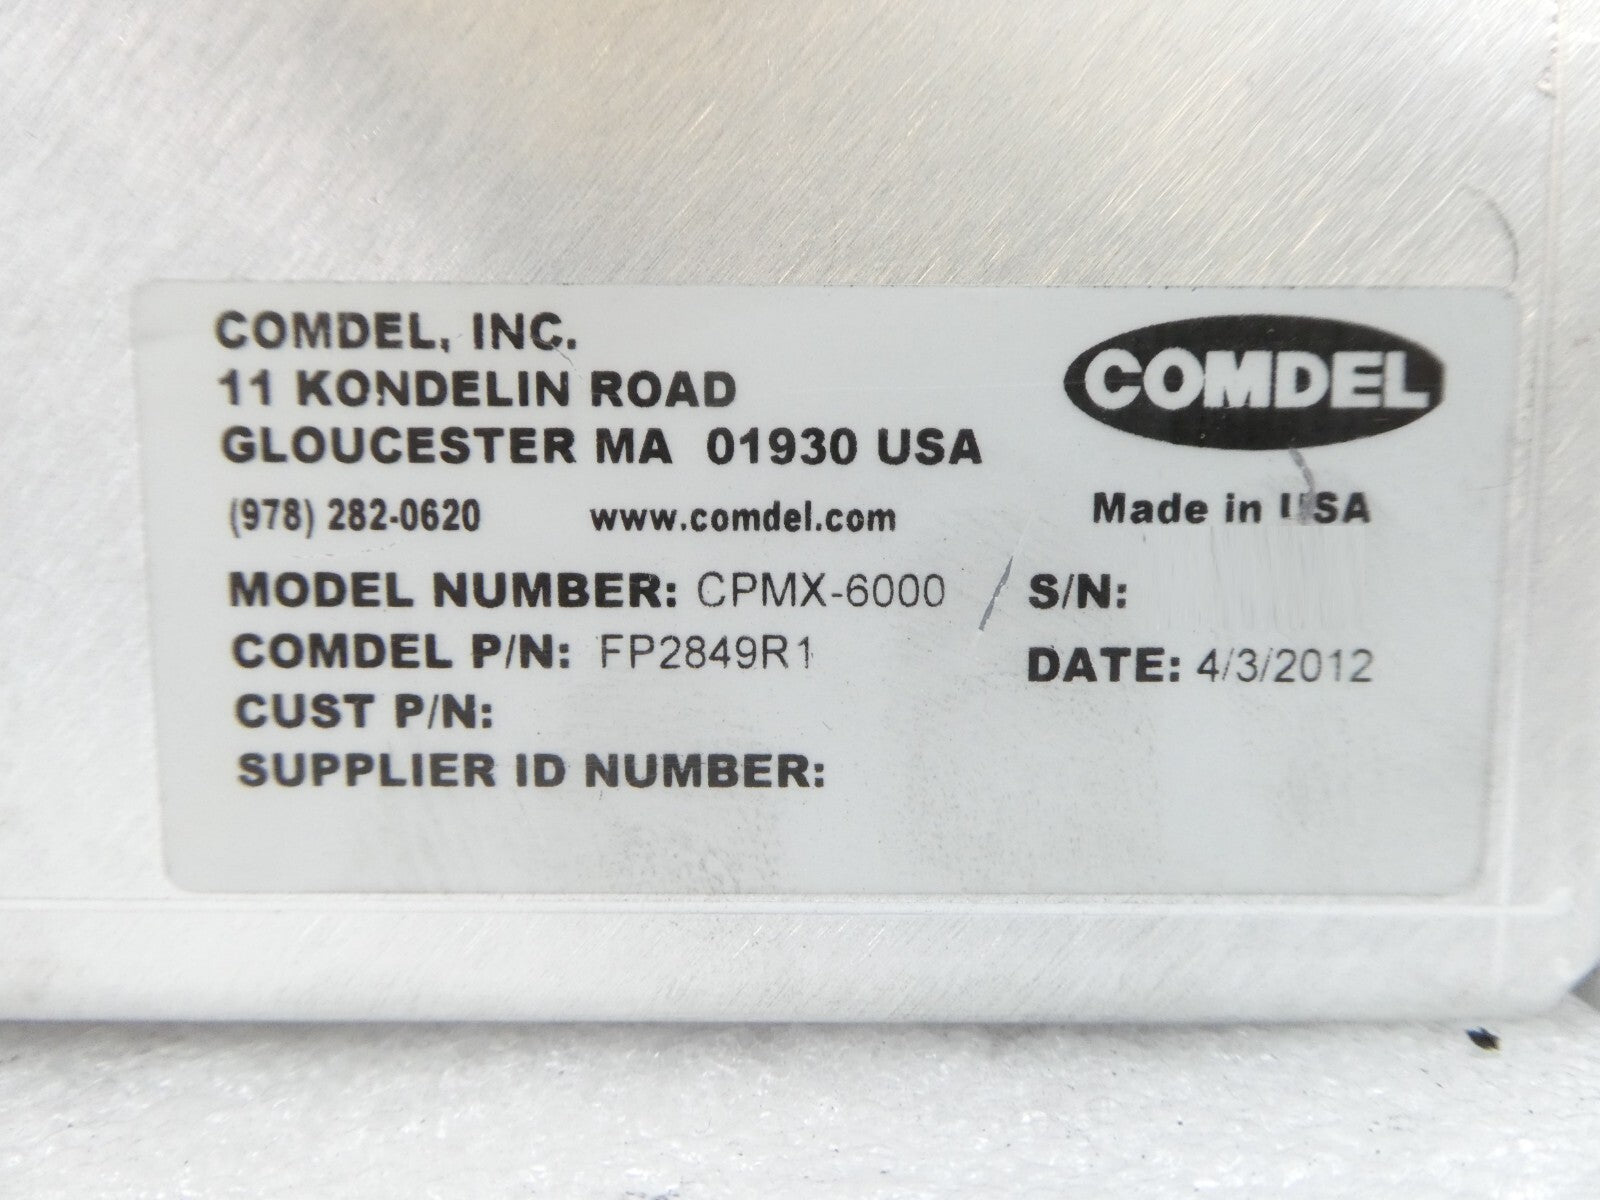 COMDEL, INC.
11 KONDELIN ROAD
GLOUCESTER MA 01930 USA
COMDEL
(978) 282-0620 www.comdel.com
Made in USA
MODEL NUMBER: CPMX-6000
S/N:
COMDEL P/N: FP2849R1
DATE: 4/3/2012
CUST P/N:
SUPPLIER ID NUMBER: